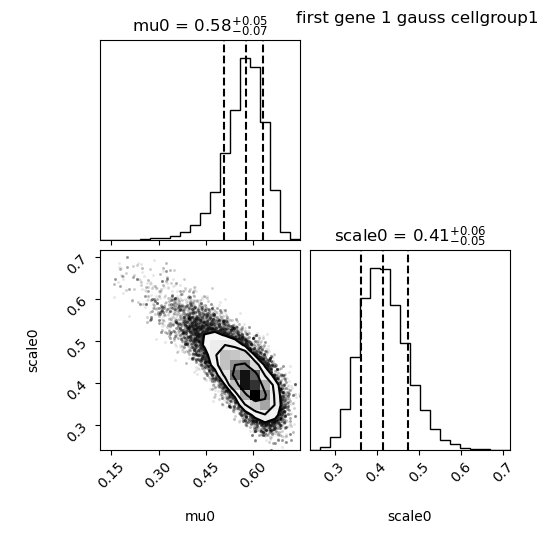 first gene 1 gauss cellgroup1
mu0 = 0.58+0.05−0.07
scale0 = 0.41+0.06−0.05
0.7
0.6
0.5
0.4
0.3
scale0
0.15 0.30 0.45 0.60
mu0
0.3 0.4 0.5 0.6 0.7
scale0